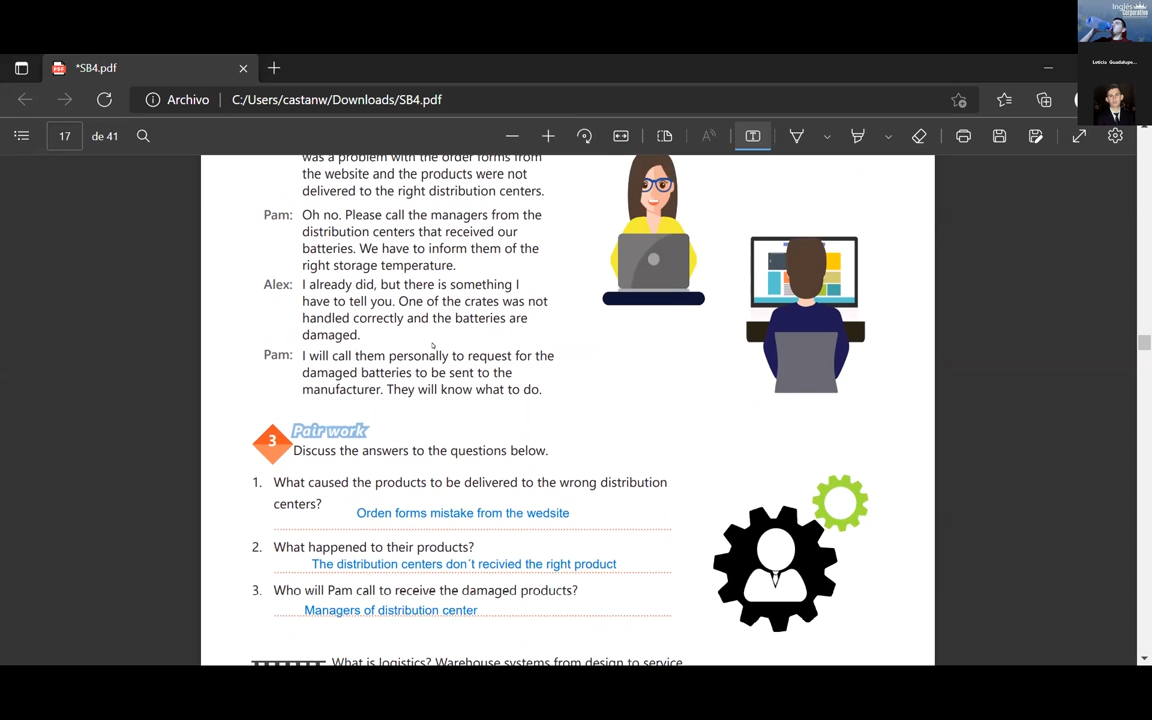 Inglés
Corporativo
Leticia Guadalupe...
*SB4.pdf
Archivo
C:/Users/castanw/Downloads/SB4.pdf
17
de 41
was a problem with the order forms from
the website and the products were not
delivered to the right distribution centers.
Pam: Oh no. Please call the managers from the
distribution centers that received our
batteries. We have to inform them of the
right storage temperature.
Alex: I already did, but there is something I
have to tell you. One of the crates was not
handled correctly and the batteries are
damaged.
Pam: I will call them personally to request for the
damaged batteries to be sent to the
manufacturer. They will know what to do.
3
Pair work
Discuss the answers to the questions below.
1. What caused the products to be delivered to the wrong distribution
centers?
Orden forms mistake from the wedsite
2. What happened to their products?
The distribution centers don´t recivied the right product
3. Who will Pam call to receive the damaged products?
Managers of distribution center
What is logistics? Warehouse systems from design to service